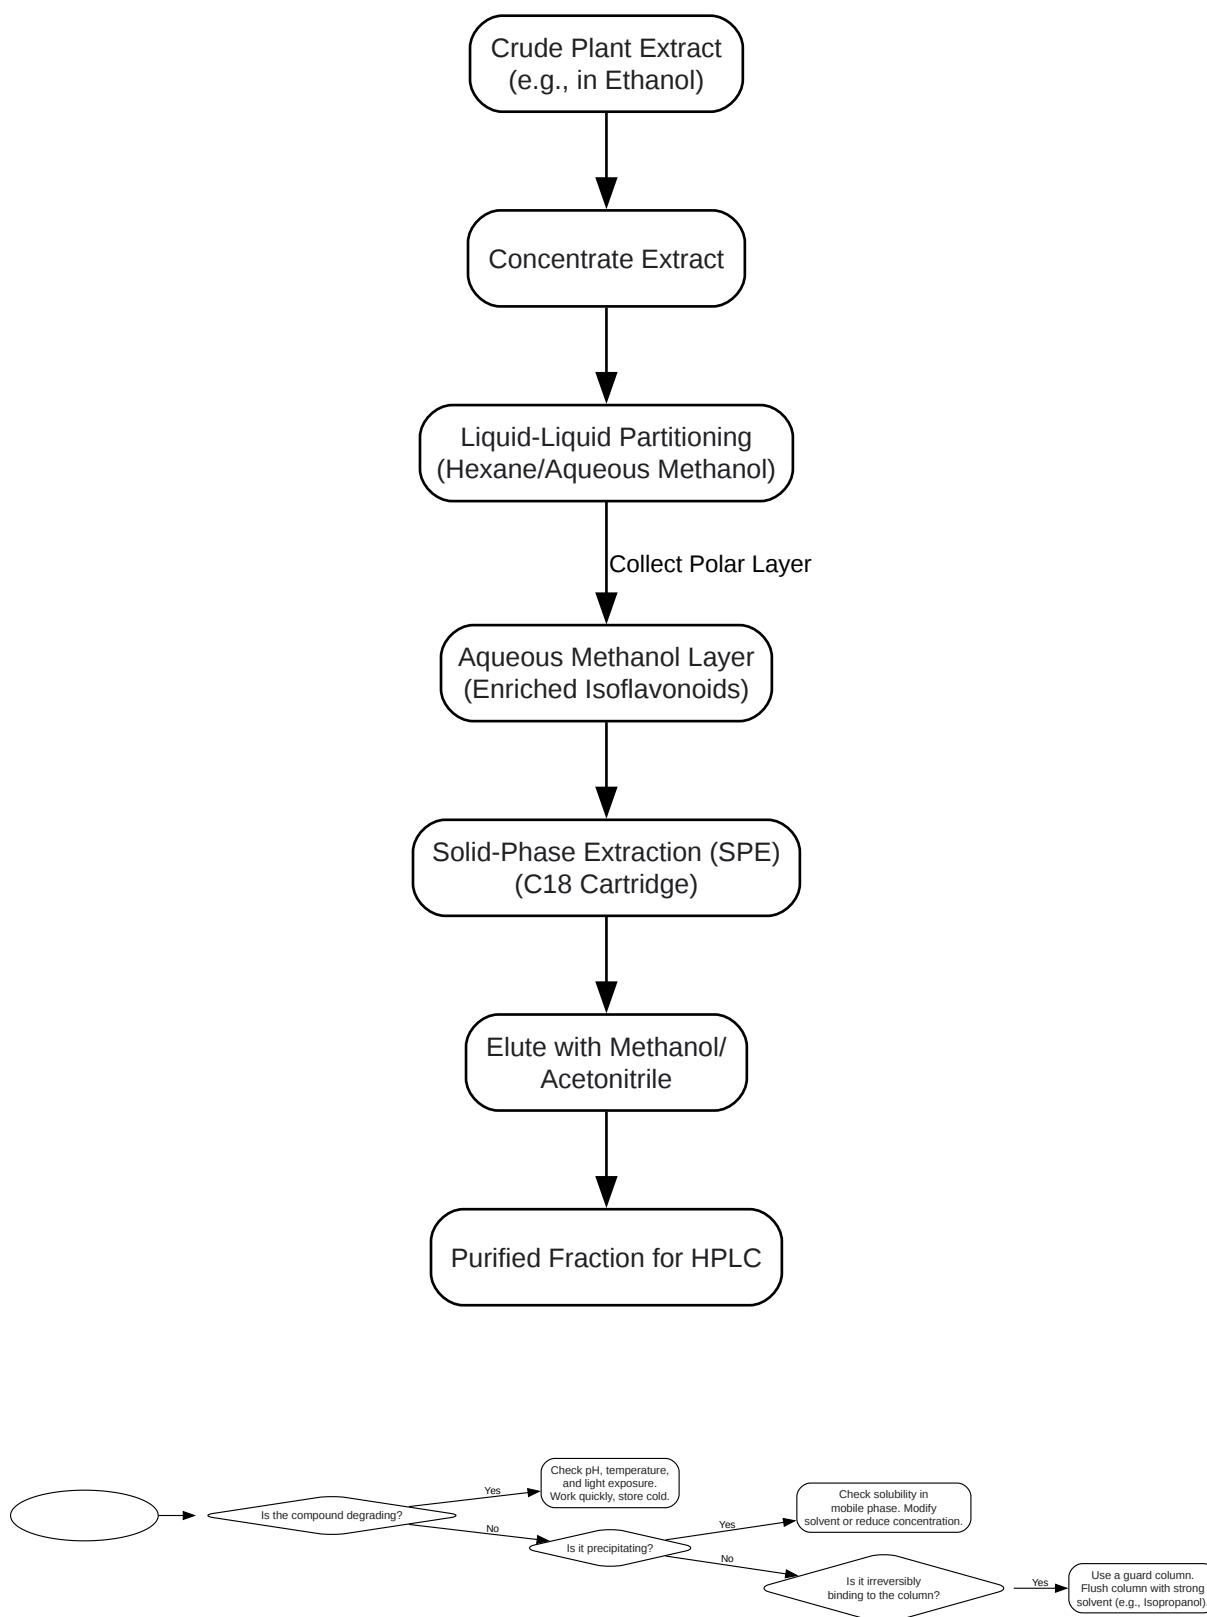 Crude Plant Extract
(e.g., in Ethanol)
Concentrate Extract
Liquid-Liquid Partitioning
(Hexane/Aqueous Methanol)
Collect Polar Layer
Aqueous Methanol Layer
(Enriched Isoflavonoids)
Solid-Phase Extraction (SPE)
(C18 Cartridge)
Elute with Methanol/
Acetonitrile
Purified Fraction for HPLC
Is the compound degrading?
Yes
Check pH, temperature,
and light exposure.
Work quickly, store cold.
No
Is it precipitating?
Yes
Check solubility in
mobile phase. Modify
solvent or reduce concentration.
No
Is it irreversibly
binding to the column?
Yes
Use a guard column.
Flush column with strong
solvent (e.g., Isopropanol).